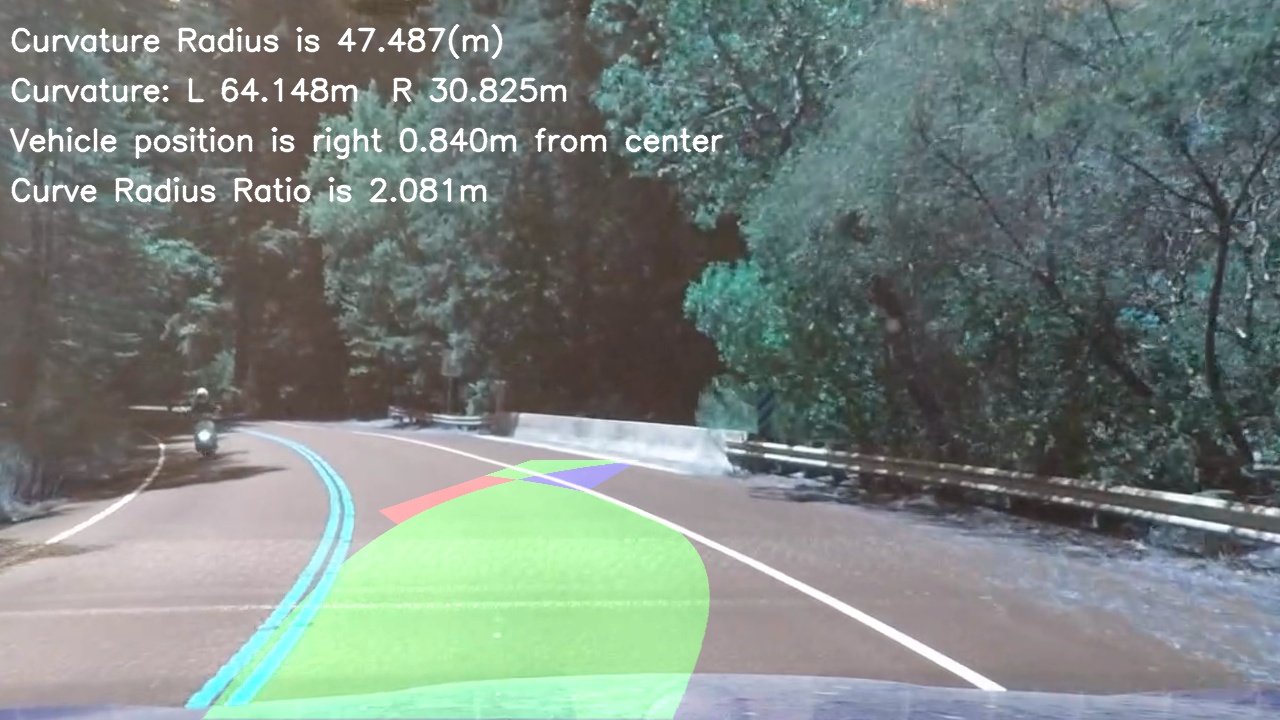 Curvature Radius is 47.487(m)
Curvature: L 64.148m R 30.825m
Vehicle position is right 0.840m from center
Curve Radius Ratio is 2.081m